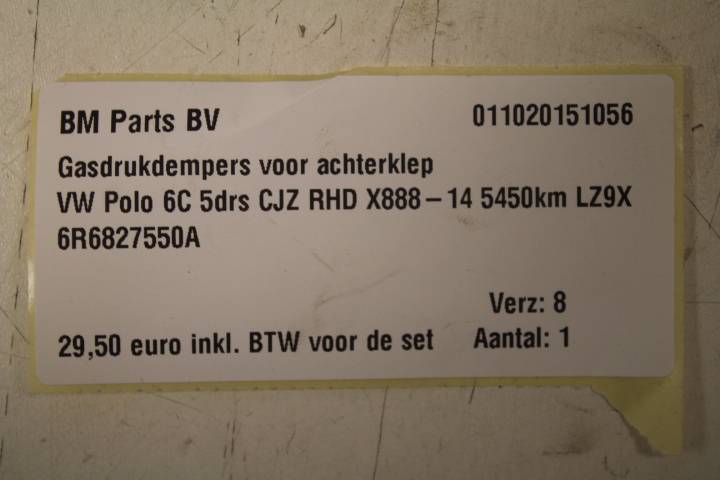 BM Parts BV 011020151056
Gasdrukdempers voor achterklep
VW Polo 6C 5drs CJZ RHD X888-14 5450km LZ9X
6R6827550A
Verz: 8
29,50 euro inkl. BTW voor de set Aantal: 1